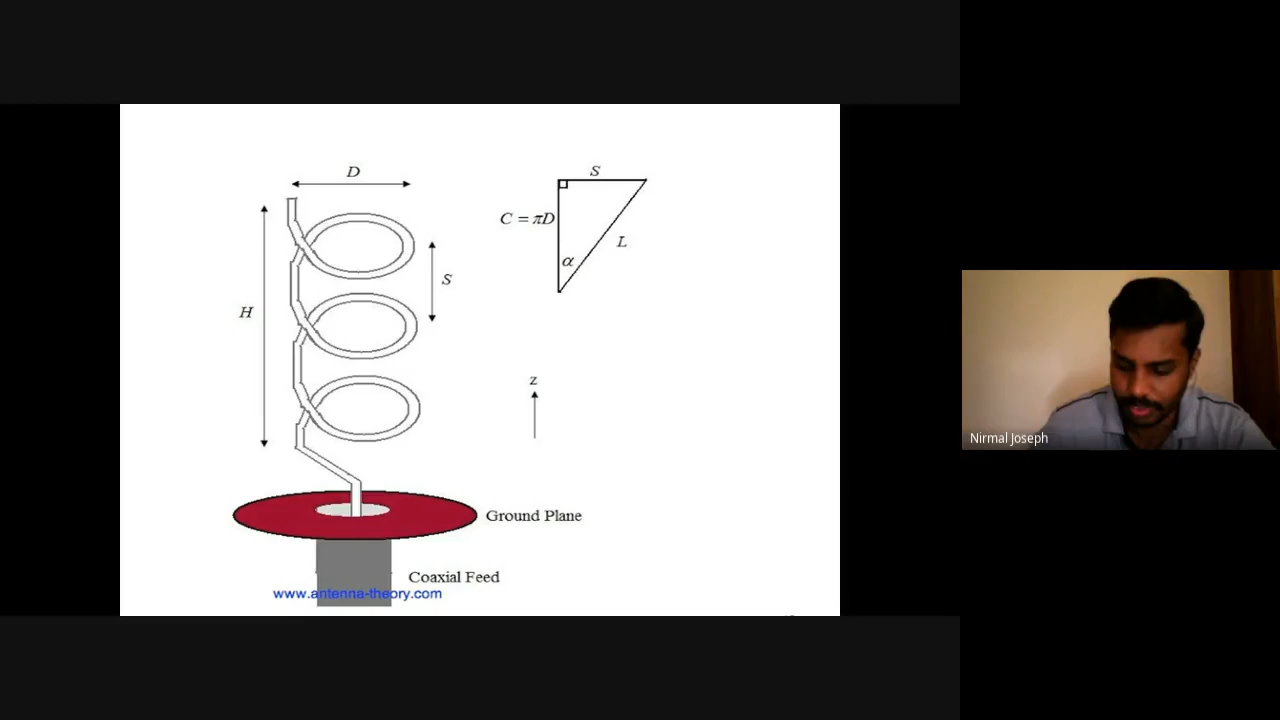 D
S
C = πD
L
α
S
H
z
Ground Plane
Coaxial Feed
www.antenna-theory.com
Nirmal Joseph